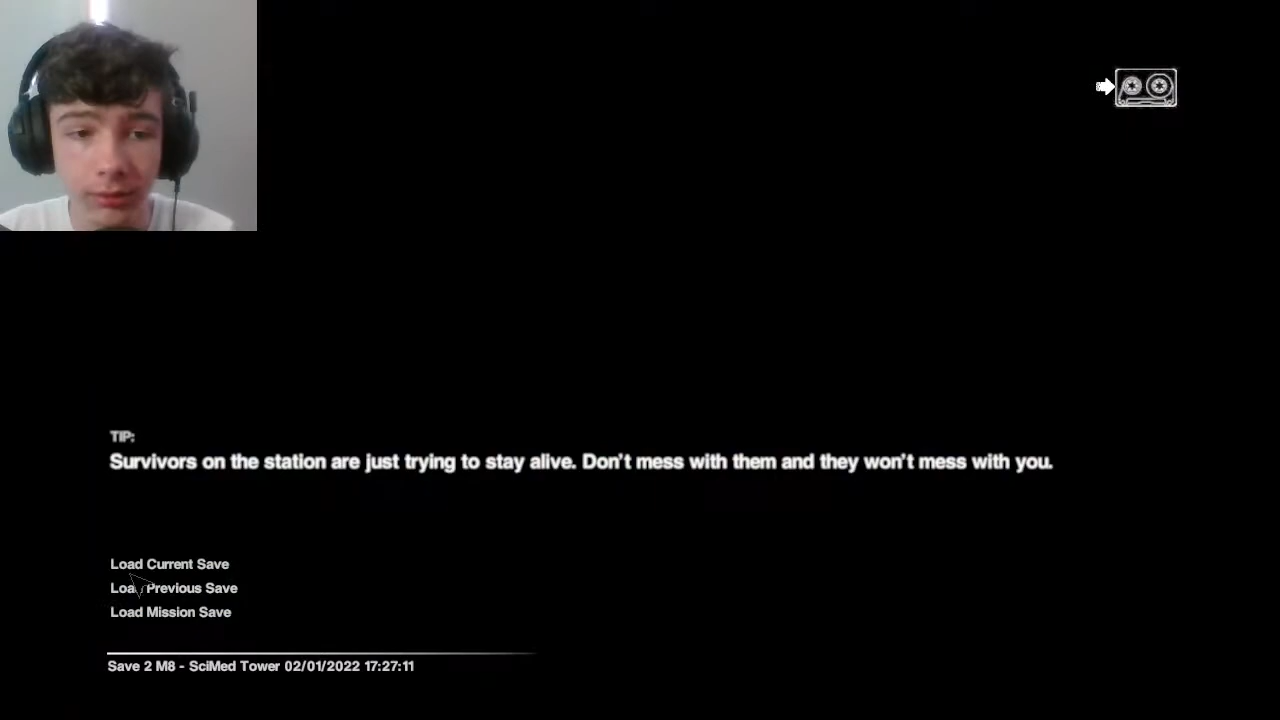 TIP:
Survivors on the station are just trying to stay alive. Don't mess with them and they won't mess with you.
Load Current Save
Load Previous Save
Load Mission Save
Save 2 M8 - SciMed Tower 02/01/2022 17:27:11